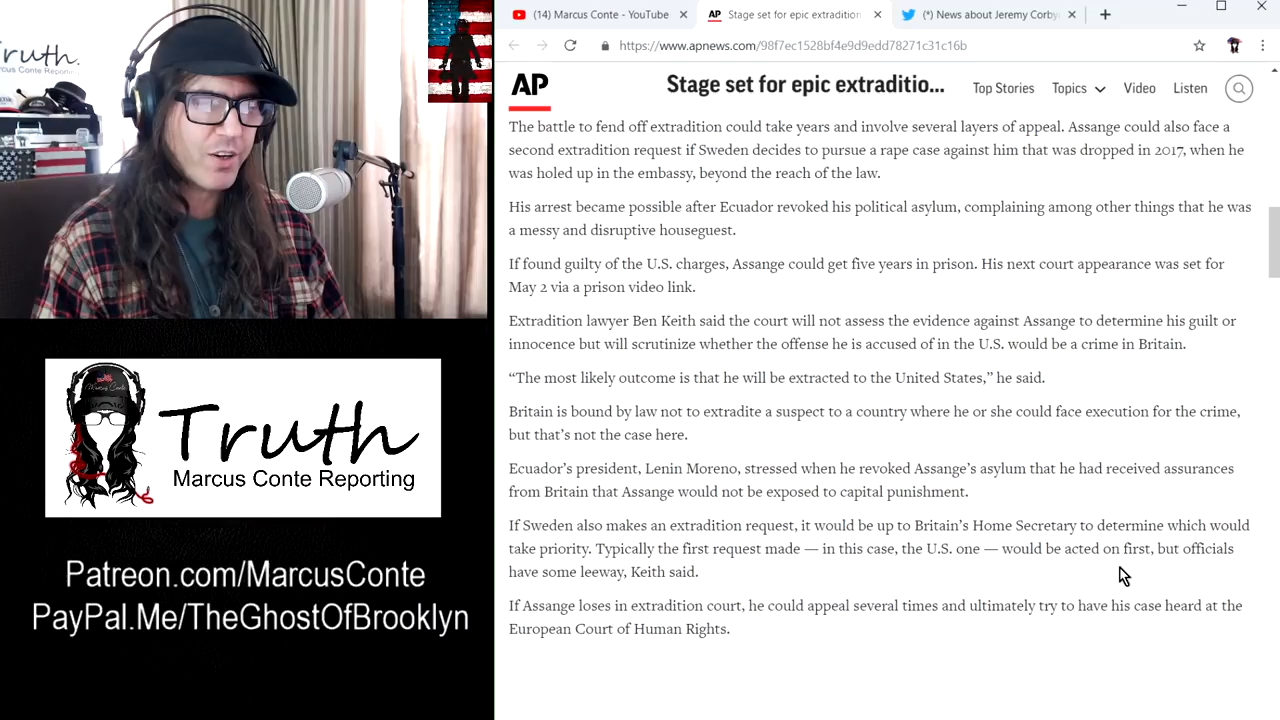 Truth.
Marcus Conte Reporting
Truth
Marcus Conte Reporting
Patreon.com/MarcusConte
PayPal.Me/TheGhostOfBrooklyn
(14) Marcus Conte - YouTube
AP Stage set for epic extradition
(*) News about Jeremy Corby
https://www.apnews.com/98f7ec1528bf4e9d9edd78271c31c16b
AP
Stage set for epic extraditio...
Top Stories Topics Video Listen
The battle to fend off extradition could take years and involve several layers of appeal. Assange could also face a
second extradition request if Sweden decides to pursue a rape case against him that was dropped in 2017, when he
was holed up in the embassy, beyond the reach of the law.
His arrest became possible after Ecuador revoked his political asylum, complaining among other things that he was
a messy and disruptive houseguest.
If found guilty of the U.S. charges, Assange could get five years in prison. His next court appearance was set for
May 2 via a prison video link.
Extradition lawyer Ben Keith said the court will not assess the evidence against Assange to determine his guilt or
innocence but will scrutinize whether the offense he is accused of in the U.S. would be a crime in Britain.
“The most likely outcome is that he will be extracted to the United States,” he said.
Britain is bound by law not to extradite a suspect to a country where he or she could face execution for the crime,
but that’s not the case here.
Ecuador’s president, Lenin Moreno, stressed when he revoked Assange’s asylum that he had received assurances
from Britain that Assange would not be exposed to capital punishment.
If Sweden also makes an extradition request, it would be up to Britain’s Home Secretary to determine which would
take priority. Typically the first request made — in this case, the U.S. one — would be acted on first, but officials
have some leeway, Keith said.
If Assange loses in extradition court, he could appeal several times and ultimately try to have his case heard at the
European Court of Human Rights.